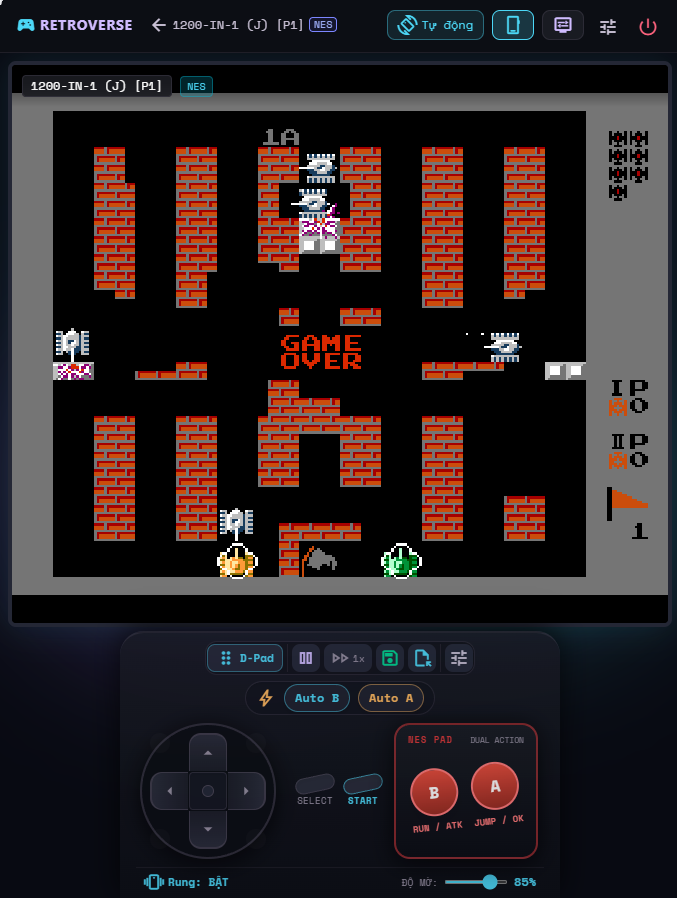 RETROVERSE
1200-IN-1 (J) [P1]
NES
Tự động
1200-IN-1 (J) [P1]
NES
1A
GAME
OVER
I P
0
II P
0
1
D-Pad
1x
Auto B
Auto A
SELECT
START
NES PAD
DUAL ACTION
B
A
RUN / ATK
JUMP / OK
Rung: BẬT
ĐỘ MỜ:
85%